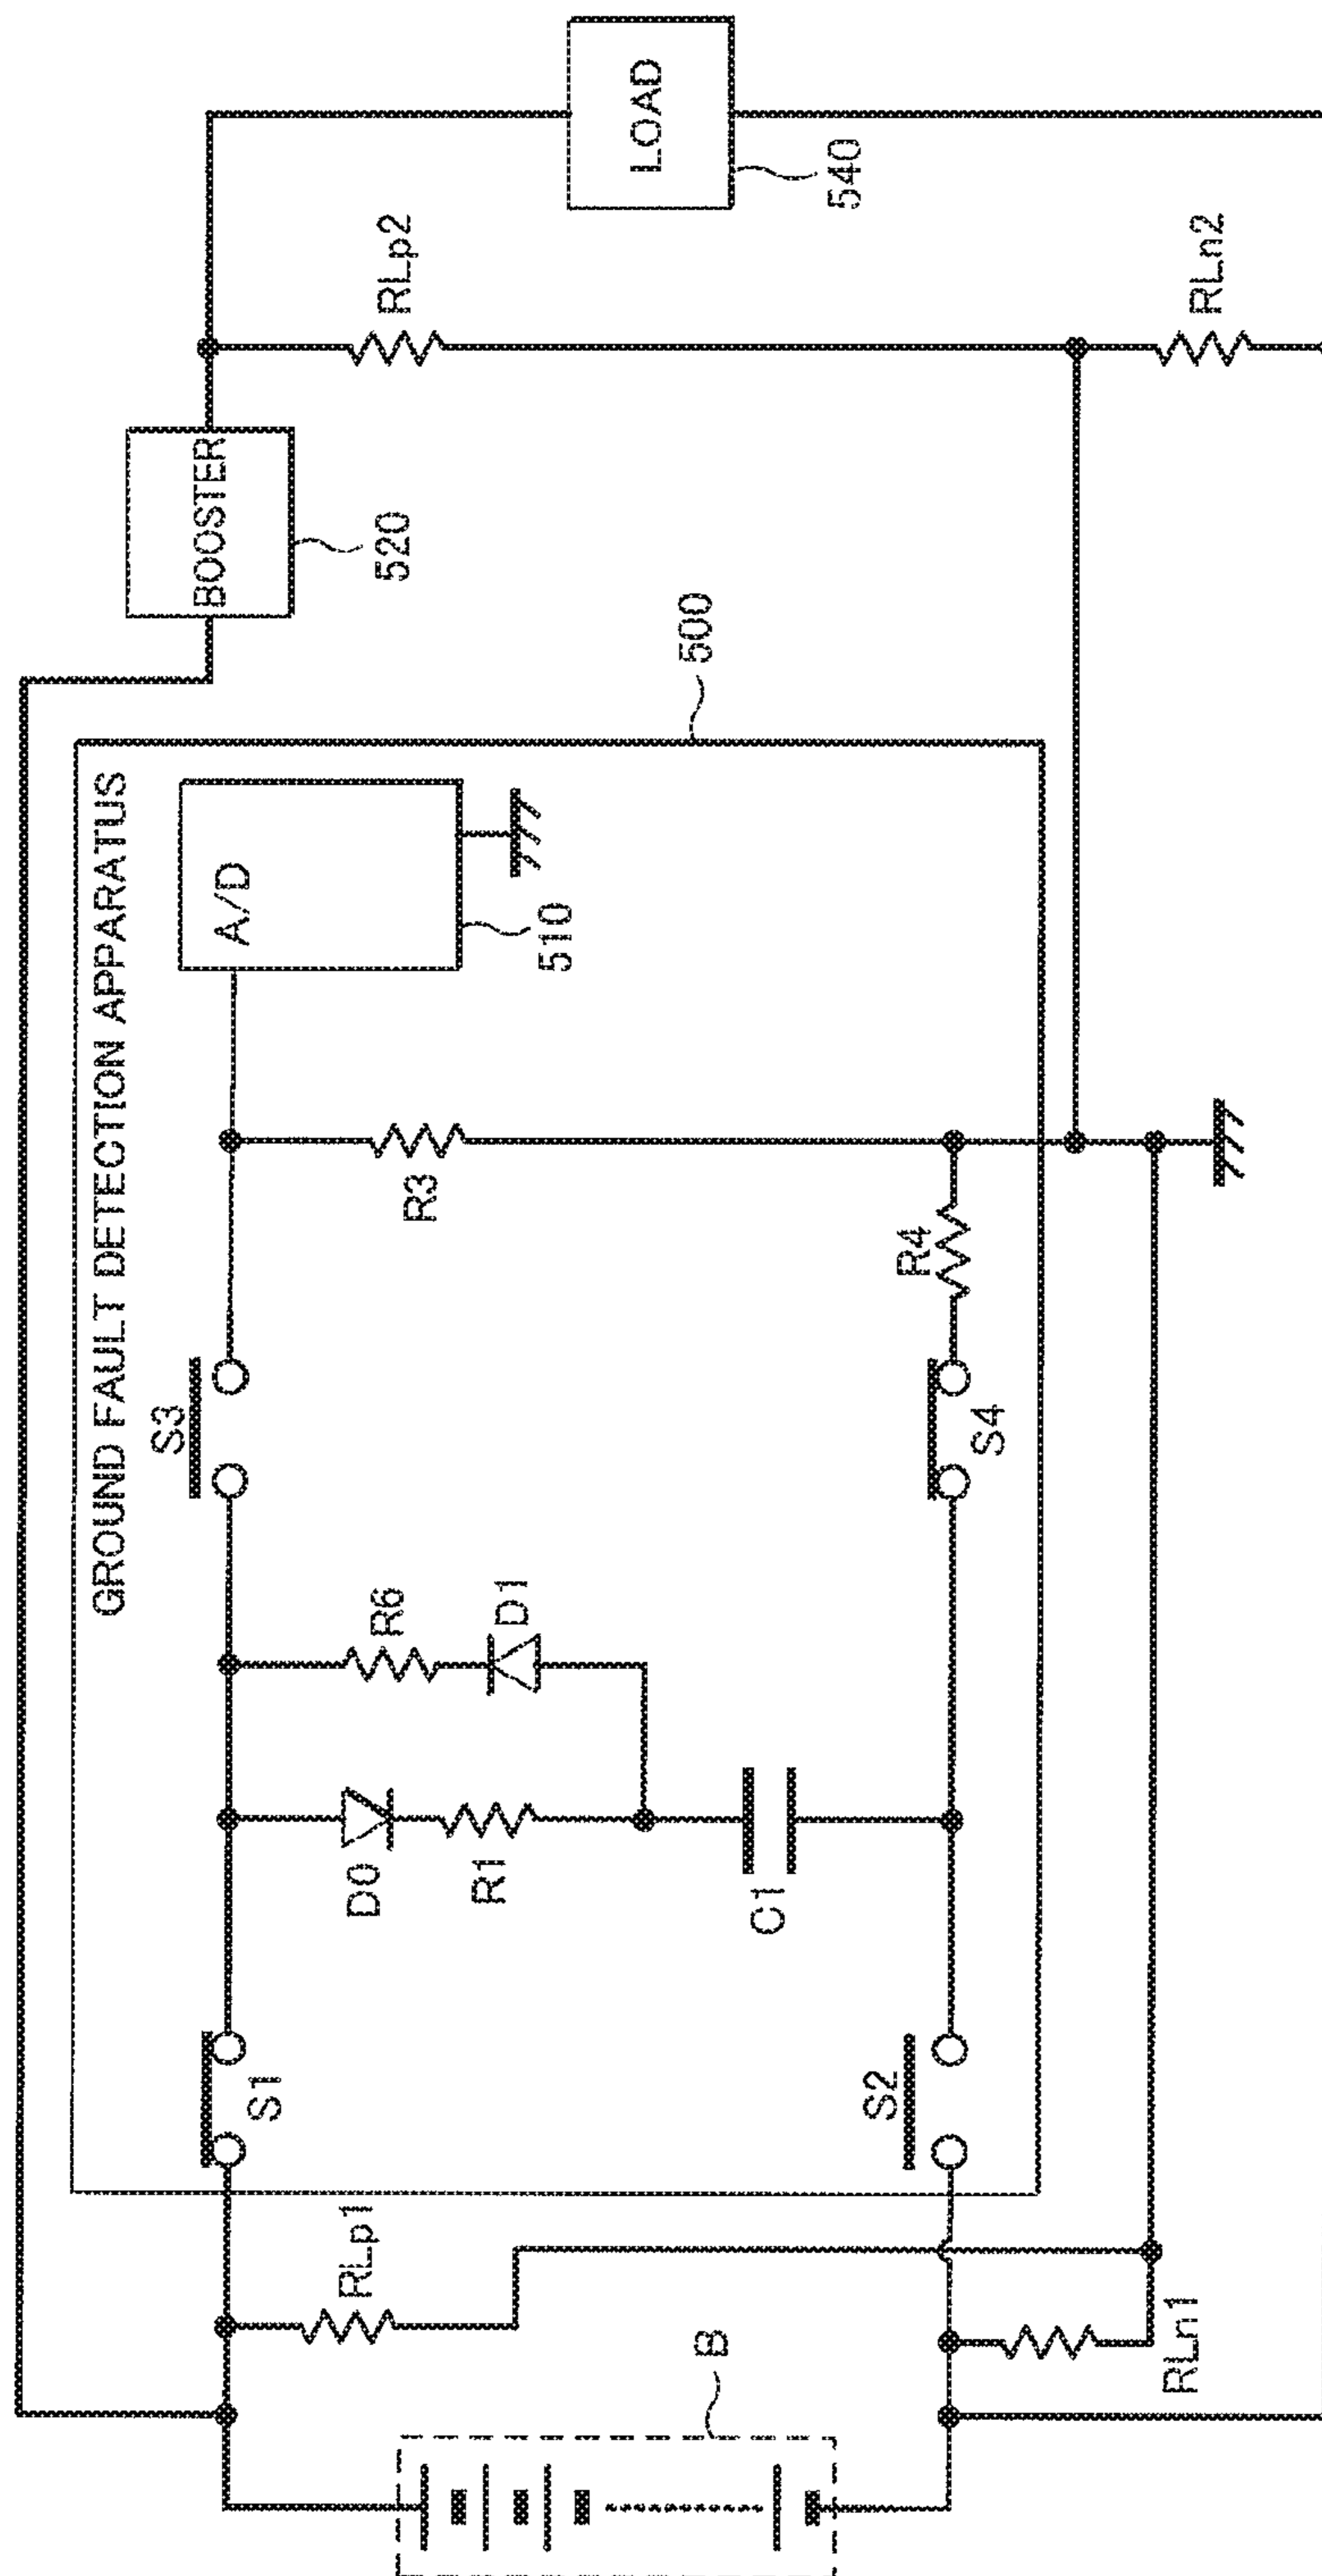 GROUND FAULT DETECTION APPARATUS
500
BOOSTER
520
LOAD
540
RLp2
RLn2
A/D
510
R3
R4
S3
S4
R6
D1
D0
R1
C1
S1
S2
RLp1
RLn1
B